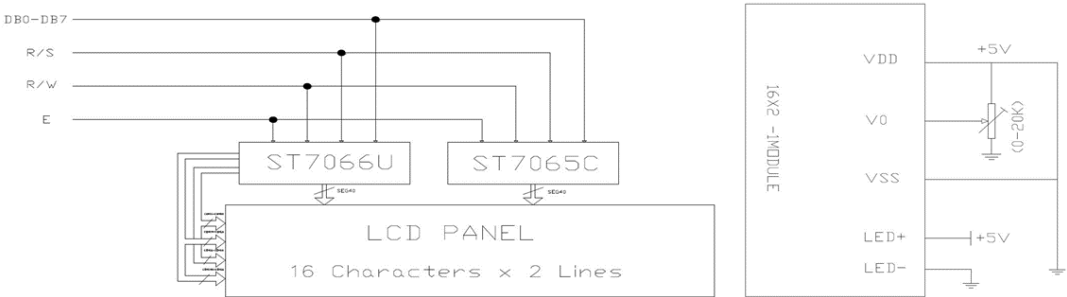 DB0-DB7
R/S
R/W
E
ST7066U
ST7065C
SEG40
SEG40
LCD PANEL
16 Characters x 2 Lines
16X2 -1MODULE
VDD
V0
VSS
LED+
LED-
+5V
(0-20K)
+5V